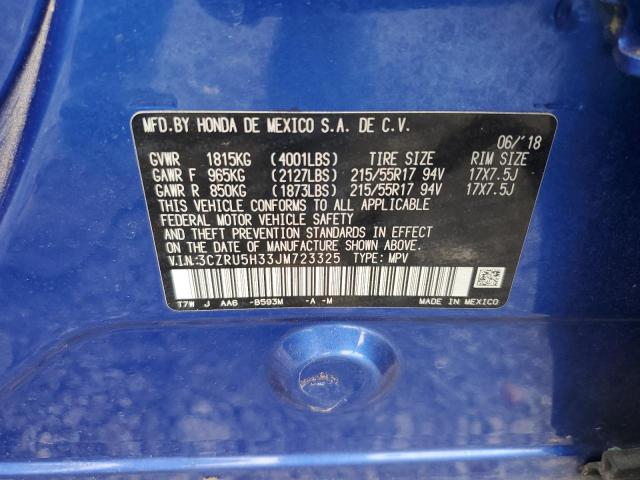 MFD.BY HONDA DE MEXICO S.A. DE C.V.
06/'18
GVWR 1815KG (4001LBS) TIRE SIZE RIM SIZE
GAWR F 965KG (2127LBS) 215/55R17 94V 17X7.5J
GAWR R 850KG (1873LBS) 215/55R17 94V 17X7.5J
THIS VEHICLE CONFORMS TO ALL APPLICABLE
FEDERAL MOTOR VEHICLE SAFETY
STANDARDS IN EFFECT ON THE DATE
OF MANUFACTURE SHOWN ABOVE.
V.I.N:3CZRU5H33JM723325 TYPE: MPV
T7W J AA6 -B593M -A -M
MADE IN MEXICO